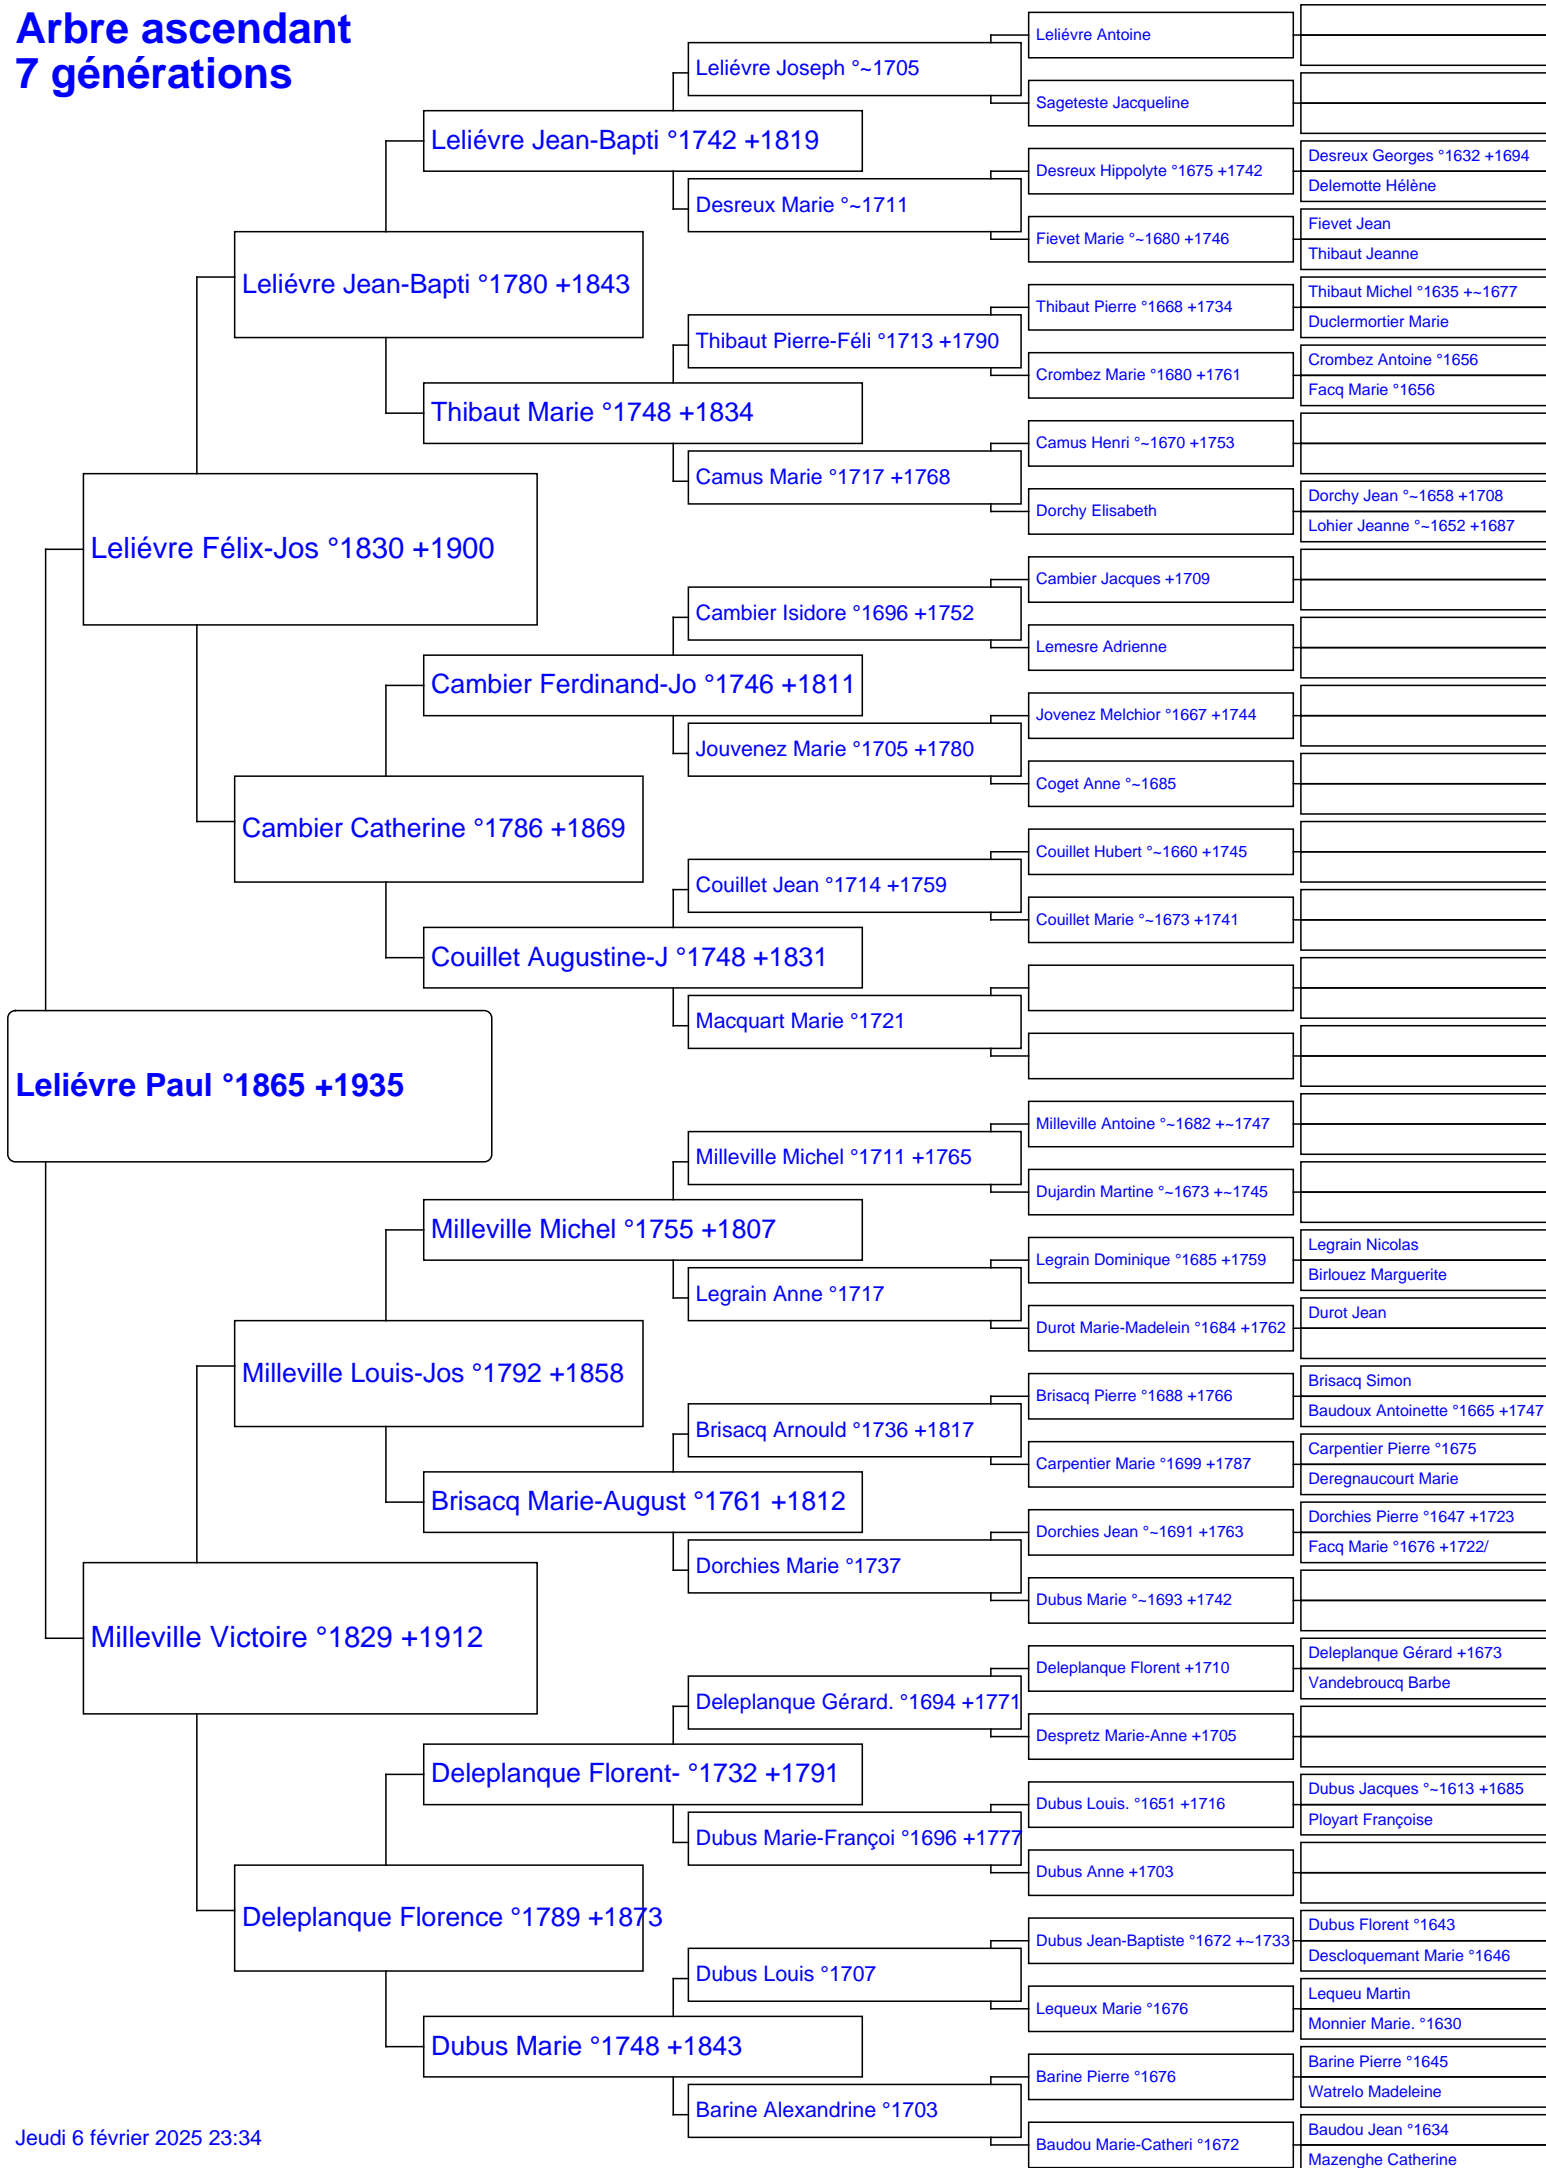 Arbre ascendant
7 générations
Leliévre Paul °1865 +1935
Leliévre Félix-Jos °1830 +1900
Milleville Victoire °1829 +1912
Leliévre Jean-Bapti °1780 +1843
Cambier Catherine °1786 +1869
Milleville Louis-Jos °1792 +1858
Deleplanque Florence °1789 +1873
Leliévre Jean-Bapti °1742 +1819
Thibaut Marie °1748 +1834
Cambier Ferdinand-Jo °1746 +1811
Couillet Augustine-J °1748 +1831
Milleville Michel °1755 +1807
Brisacq Marie-August °1761 +1812
Deleplanque Florent- °1732 +1791
Dubus Marie °1748 +1843
Leliévre Joseph °~1705
Desreux Marie °~1711
Thibaut Pierre-Féli °1713 +1790
Camus Marie °1717 +1768
Cambier Isidore °1696 +1752
Jouvenez Marie °1705 +1780
Couillet Jean °1714 +1759
Macquart Marie °1721
Milleville Michel °1711 +1765
Legrain Anne °1717
Brisacq Arnould °1736 +1817
Dorchies Marie °1737
Deleplanque Gérard. °1694 +1771
Dubus Marie-Françoi °1696 +1777
Dubus Louis °1707
Barine Alexandrine °1703
Leliévre Antoine
Sageteste Jacqueline
Desreux Hippolyte °1675 +1742
Fievet Marie °~1680 +1746
Thibaut Pierre °1668 +1734
Crombez Marie °1680 +1761
Camus Henri °~1670 +1753
Dorchy Elisabeth
Cambier Jacques +1709
Lemesre Adrienne
Jovenez Melchior °1667 +1744
Coget Anne °~1685
Couillet Hubert °~1660 +1745
Couillet Marie °~1673 +1741
Milleville Antoine °~1682 +~1747
Dujardin Martine °~1673 +~1745
Legrain Dominique °1685 +1759
Durot Marie-Madelein °1684 +1762
Brisacq Pierre °1688 +1766
Carpentier Marie °1699 +1787
Dorchies Jean °~1691 +1763
Dubus Marie °~1693 +1742
Deleplanque Florent +1710
Despretz Marie-Anne +1705
Dubus Louis. °1651 +1716
Dubus Anne +1703
Dubus Jean-Baptiste °1672 +~1733
Lequeux Marie °1676
Barine Pierre °1676
Baudou Marie-Catheri °1672
Desreux Georges °1632 +1694
Delemotte Hélène
Fievet Jean
Thibaut Jeanne
Thibaut Michel °1635 +~1677
Duclermortier Marie
Crombez Antoine °1656
Facq Marie °1656
Dorchy Jean °~1658 +1708
Lohier Jeanne °~1652 +1687
Legrain Nicolas
Birlouez Marguerite
Durot Jean
Brisacq Simon
Baudoux Antoinette °1665 +1747
Carpentier Pierre °1675
Deregnaucourt Marie
Dorchies Pierre °1647 +1723
Facq Marie °1676 +1722/
Deleplanque Gérard +1673
Vandebroucq Barbe
Dubus Jacques °~1613 +1685
Ployart Françoise
Dubus Florent °1643
Descloquemant Marie °1646
Lequeu Martin
Monnier Marie. °1630
Barine Pierre °1645
Watrelo Madeleine
Baudou Jean °1634
Mazenghe Catherine
Jeudi 6 février 2025 23:34